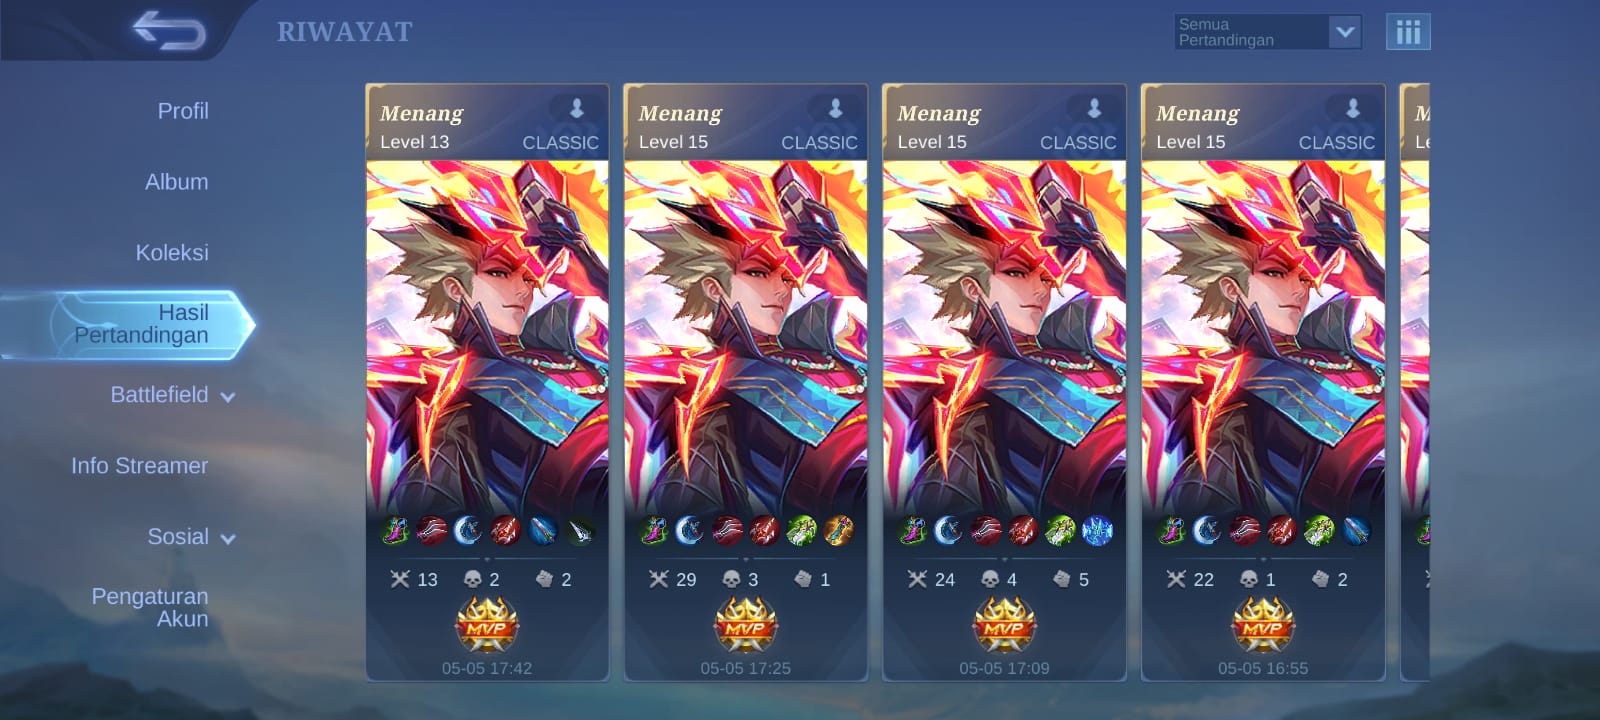 RIWAYAT
Semua
Pertandingan
Profil
Album
Koleksi
Hasil
Pertandingan
Battlefield
Info Streamer
Sosial
Pengaturan
Akun
Menang
Level 13 CLASSIC
13 2 2
MVP
05-05 17:42
Menang
Level 15 CLASSIC
29 3 1
MVP
05-05 17:25
Menang
Level 15 CLASSIC
24 4 5
MVP
05-05 17:09
Menang
Level 15 CLASSIC
22 1 2
MVP
05-05 16:55